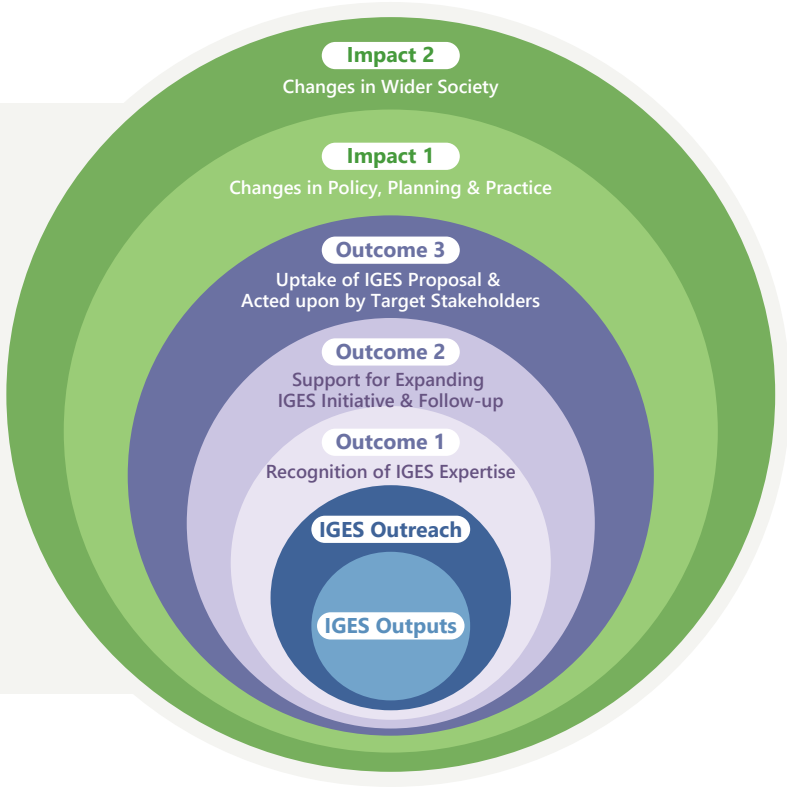 Impact 2
Changes in Wider Society
Impact 1
Changes in Policy, Planning & Practice
Outcome 3
Uptake of IGES Proposal &
Acted upon by Target Stakeholders
Outcome 2
Support for Expanding
IGES Initiative & Follow-up
Outcome 1
Recognition of IGES Expertise
IGES Outreach
IGES Outputs